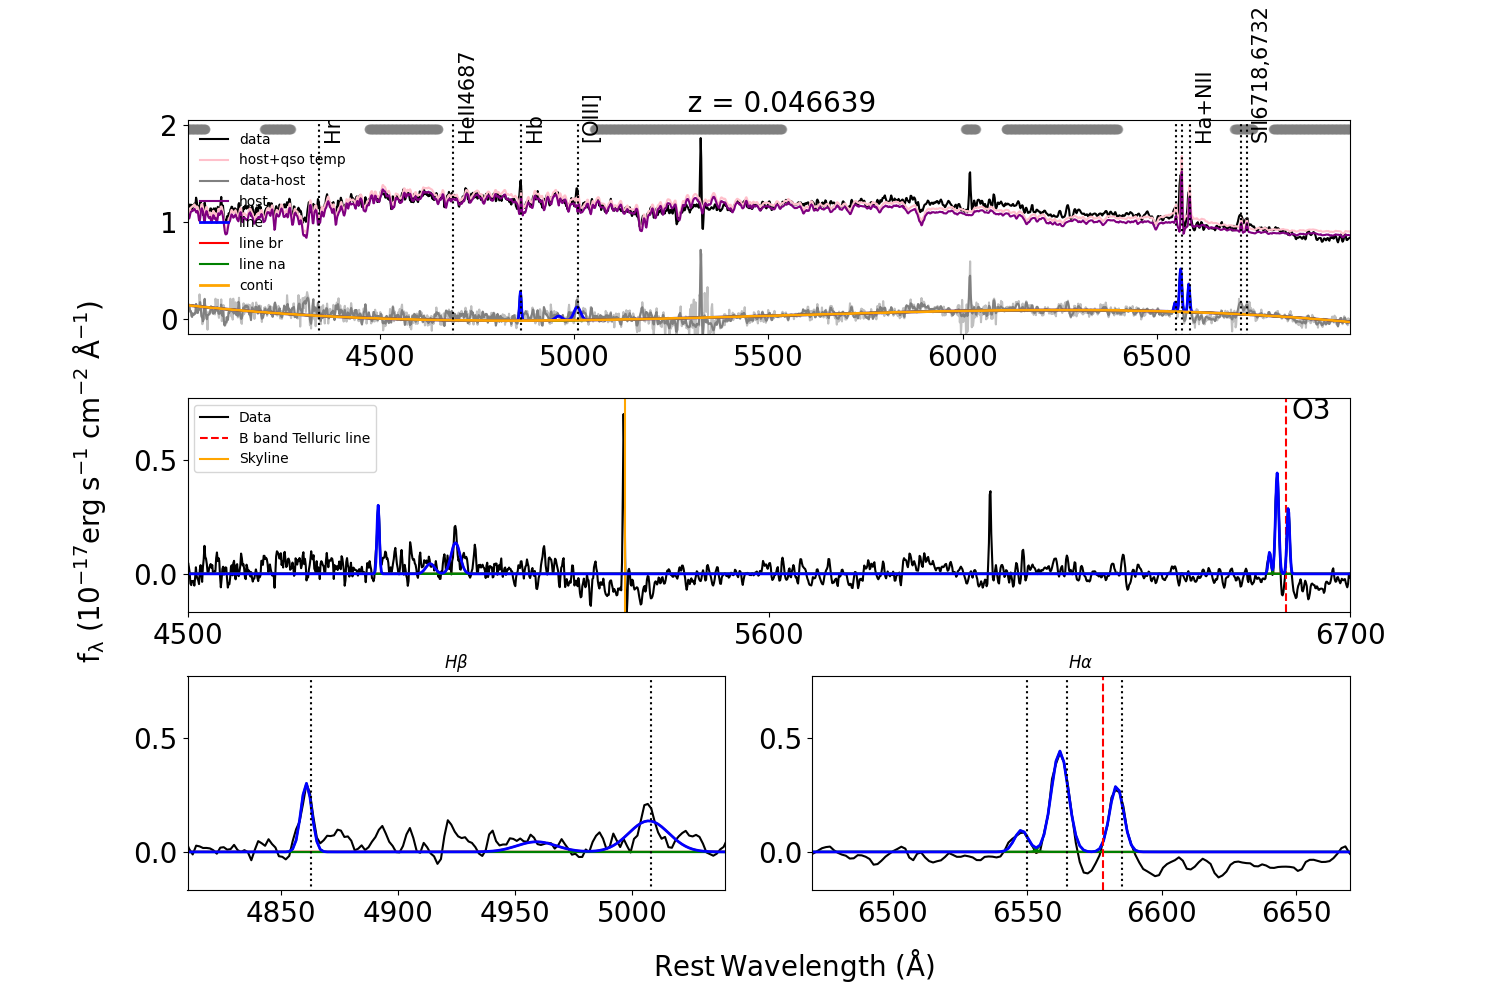 z = 0.046639
Hr
HeII4687
Hb
[OIII]
Ha+NII
SII6718,6732
data
host+qso temp
data-host
host
line
line br
line na
conti
2
1
0
4500
5000
5500
6000
6500
f_λ (10⁻¹⁷erg s⁻¹ cm⁻² Å⁻¹)
Data
B band Telluric line
Skyline
O3
0.5
0.0
4500
5600
6700
Hβ
0.5
0.0
4850
4900
4950
5000
Hα
0.5
0.0
6500
6550
6600
6650
Rest Wavelength (Å)